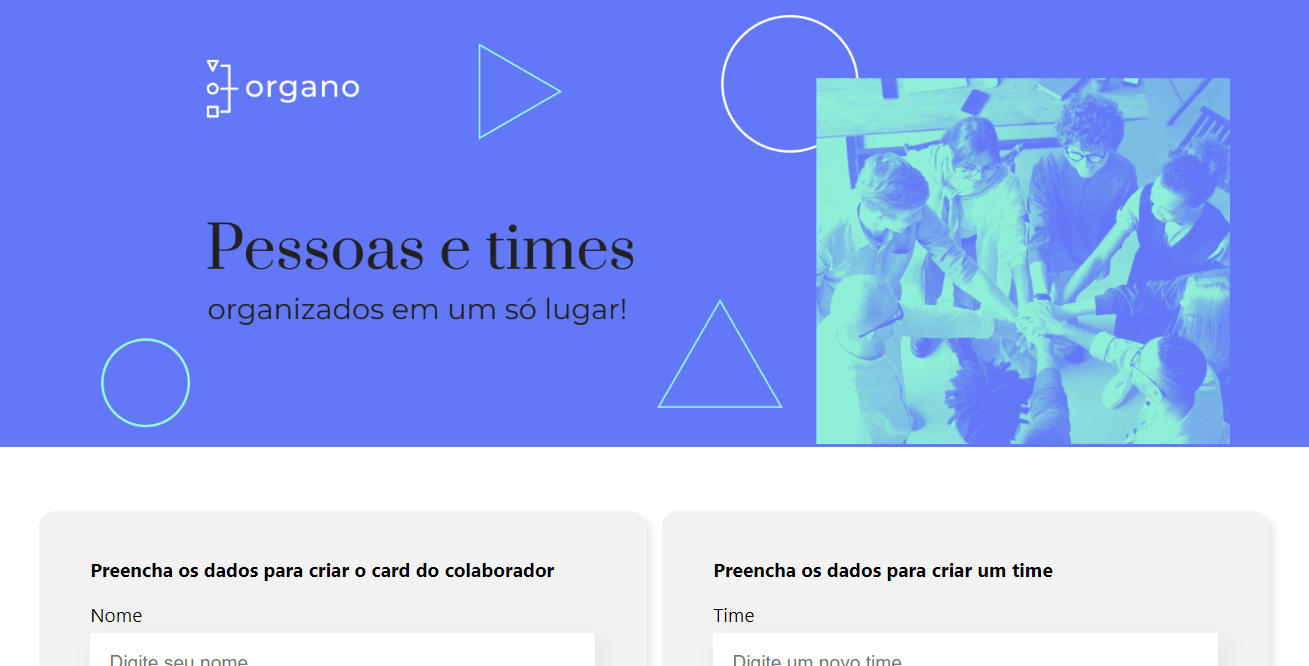 organo
Pessoas e times
organizados em um só lugar!
Preencha os dados para criar o card do colaborador
Nome
Digite seu nome
Preencha os dados para criar um time
Time
Digite um novo time